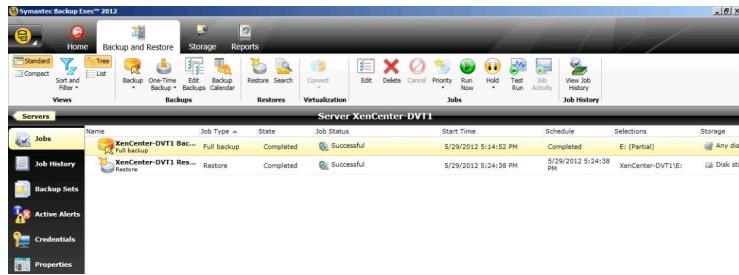 Symantec Backup Exec™ 2012
Home Backup and Restore Storage Reports
Standard
Compact
Sort and Filter
Tree
List
Views
Backup
One-Time Backup
Edit Backups
Backup Calendar
Backups
Restore
Search
Restores
Convert
Virtualization
Edit
Delete
Cancel
Priority
Run Now
Hold
Test Run
Job Activity
Jobs
View Job History
Job History
Servers
Server XenCenter-DVT1
Jobs
Job History
Backup Sets
Active Alerts
Credentials
Properties
Name Job Type State Job Status Start Time Schedule Selections Storage
XenCenter-DVT1 Bac... Full backup Completed Successful 5/29/2012 5:14:52 PM Completed E: (Partial) Any dis
Full backup
XenCenter-DVT1 Res... Restore Completed Successful 5/29/2012 5:24:38 PM 5/29/2012 5:24:38 PM XenCenter-DVT1\E: Disk sto
Restore